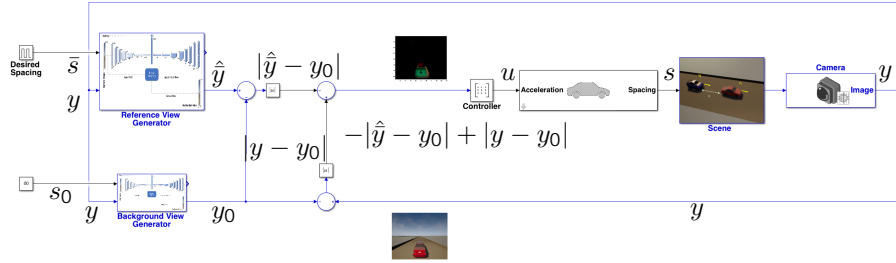 Desired
Spacing
s̄
y
Reference View
Generator
ŷ̄
|ŷ̄ − y₀|
|u|
Controller
u
Acceleration
Spacing
s
Scene
Camera
Image
y
|y − y₀|
−|ŷ̄ − y₀| + |y − y₀|
|u|
s₀
y
Background View
Generator
y₀
y